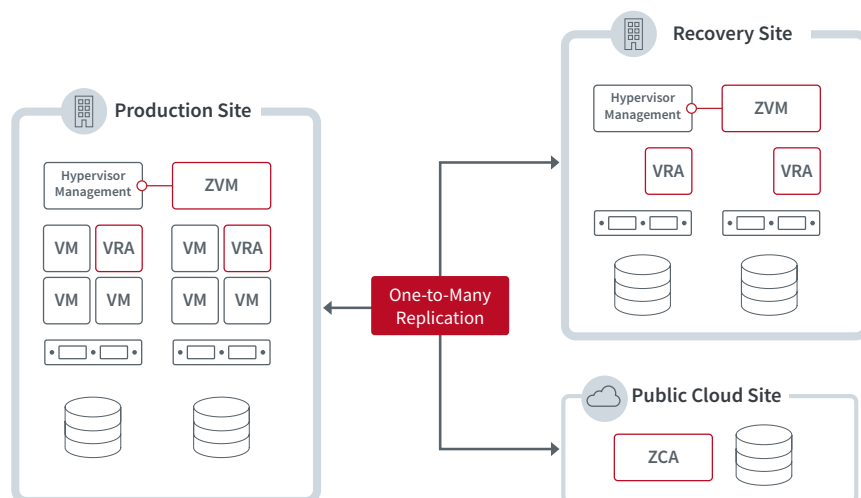 Production Site
Hypervisor
Management
ZVM
VM
VRA
VM
VRA
VM
VM
VM
VM
One-to-Many
Replication
Recovery Site
Hypervisor
Management
ZVM
VRA
VRA
Public Cloud Site
ZCA